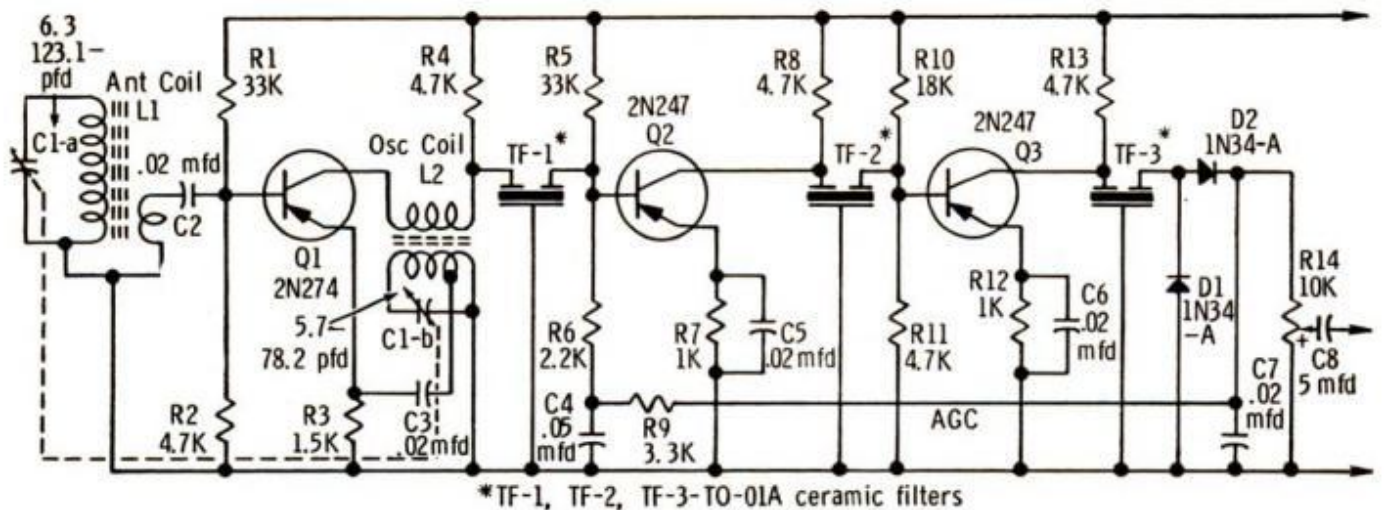 6.3
123.1-
pfd
Ant Coil
L1
C1-a
.02 mfd
C2
R1
33K
R2
4.7K
Q1
2N274
R3
1.5K
R4
4.7K
Osc Coil
L2
5.7-
78.2 pfd
C1-b
C3
.02mfd
TF-1*
R5
33K
2N247
Q2
R6
2.2K
R7
1K
C5
.02mfd
C4
.05
mfd
R9
3.3K
AGC
R8
4.7K
TF-2*
R10
18K
2N247
Q3
R11
4.7K
R12
1K
C6
.02
mfd
R13
4.7K
TF-3*
D2
1N34-A
D1
1N34
-A
R14
10K
+
C8
5 mfd
C7
.02
mfd
*TF-1, TF-2, TF-3-TO-01A ceramic filters